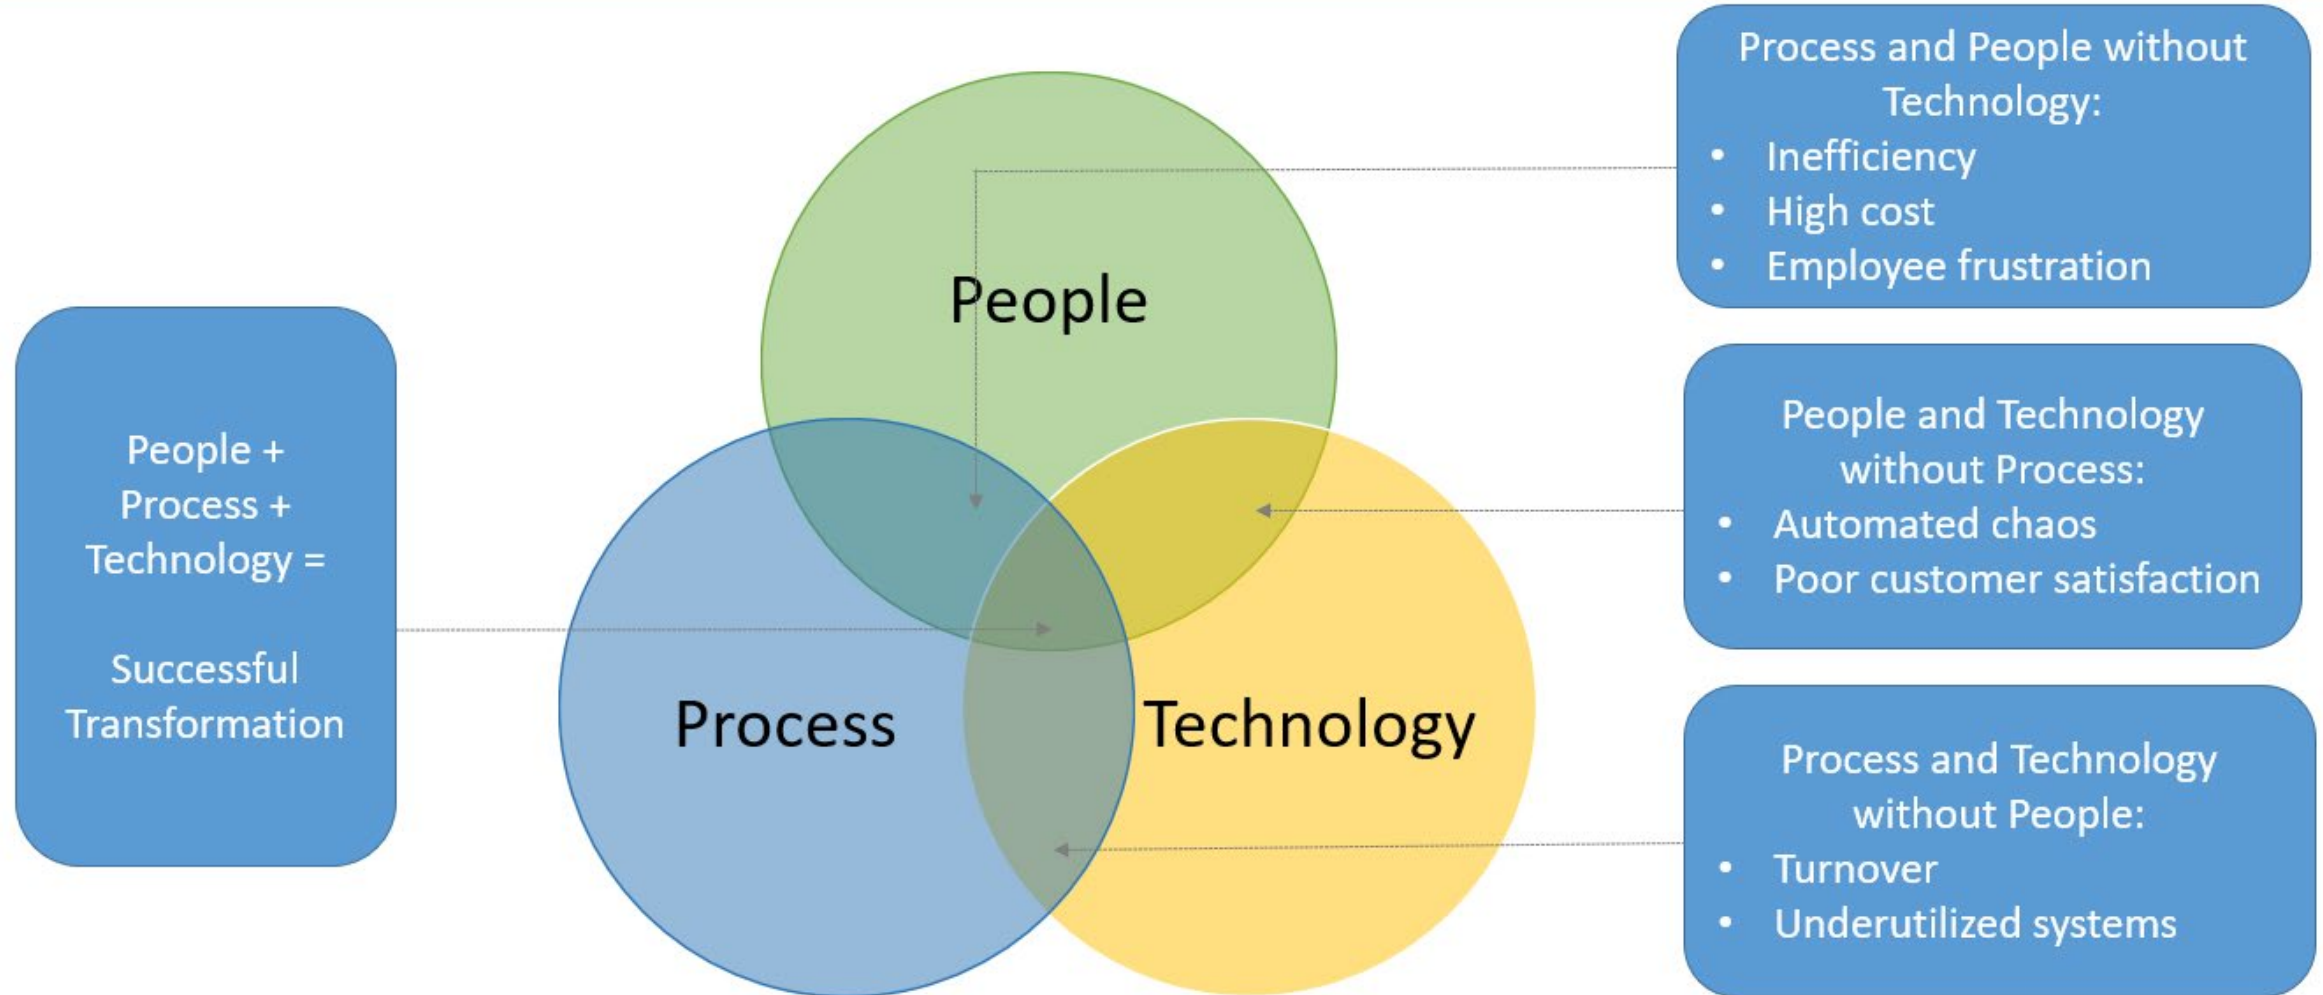 People +
Process +
Technology =
Successful
Transformation
People
Process
Technology
Process and People without
Technology:
• Inefficiency
• High cost
• Employee frustration
People and Technology
without Process:
• Automated chaos
• Poor customer satisfaction
Process and Technology
without People:
• Turnover
• Underutilized systems